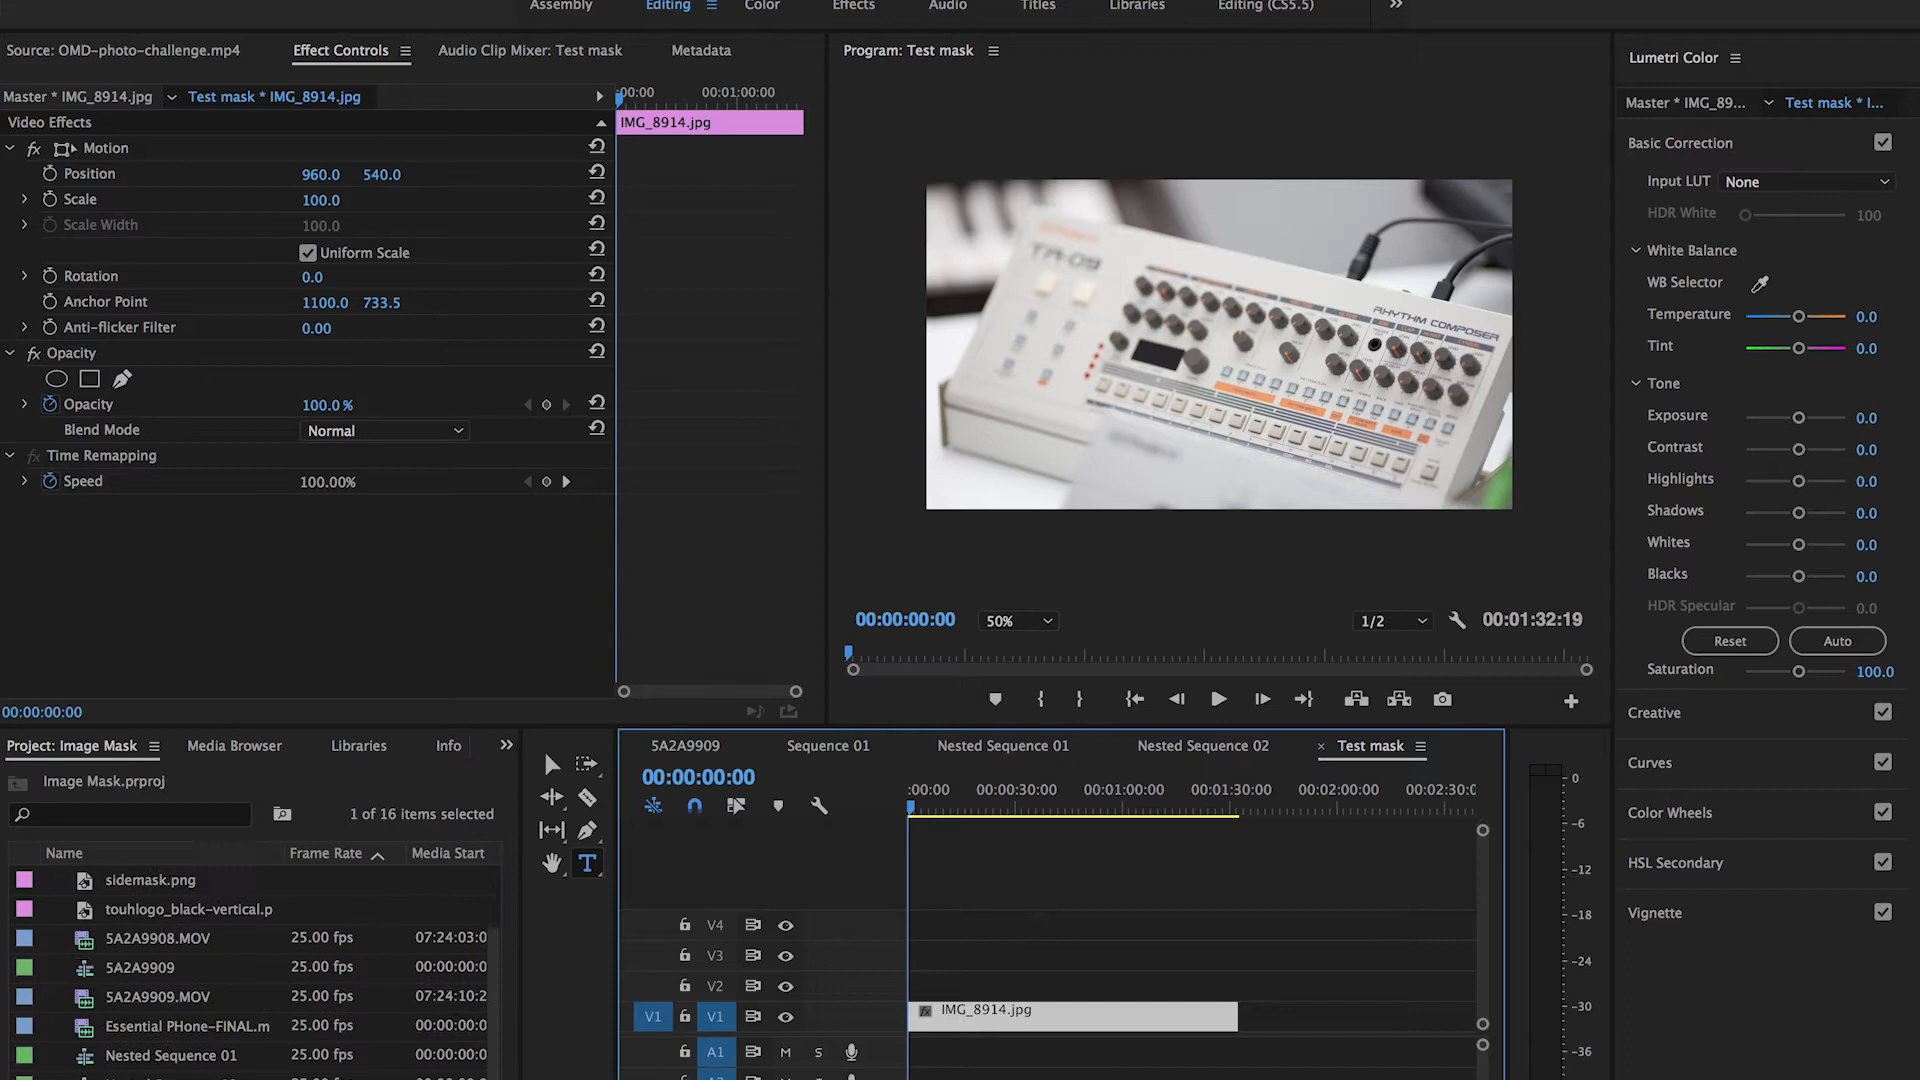 Assembly Editing Color Effects Audio Titles Libraries Editing (CS5.5)
Source: OMD-photo-challenge.mp4 Effect Controls Audio Clip Mixer: Test mask Metadata
Program: Test mask
Lumetri Color
Master * IMG_8914.jpg Test mask * IMG_8914.jpg
:00:00 00:01:00:00
Video Effects
IMG_8914.jpg
fx Motion
Position 960.0 540.0
Scale 100.0
Scale Width 100.0
Uniform Scale
Rotation 0.0
Anchor Point 1100.0 733.5
Anti-flicker Filter 0.00
fx Opacity
Opacity 100.0 %
Blend Mode Normal
fx Time Remapping
Speed 100.00%
00:00:00:00
TR-09
RHYTHM COMPOSER
00:00:00:00 50% 1/2 00:01:32:19
Master * IMG_89... Test mask * I...
Basic Correction
Input LUT None
HDR White 100
White Balance
WB Selector
Temperature 0.0
Tint 0.0
Tone
Exposure 0.0
Contrast 0.0
Highlights 0.0
Shadows 0.0
Whites 0.0
Blacks 0.0
HDR Specular 0.0
Reset Auto
Saturation 100.0
Creative
Curves
Color Wheels
HSL Secondary
Vignette
Project: Image Mask Media Browser Libraries Info
Image Mask.prproj
1 of 16 items selected
Name Frame Rate Media Start
sidemask.png
touhlogo_black-vertical.p
5A2A9908.MOV 25.00 fps 07:24:03:0
5A2A9909 25.00 fps 00:00:00:0
5A2A9909.MOV 25.00 fps 07:24:10:2
Essential PHone-FINAL.m 25.00 fps 00:00:00:0
Nested Sequence 01 25.00 fps 00:00:00:0
T
5A2A9909 Sequence 01 Nested Sequence 01 Nested Sequence 02 × Test mask
00:00:00:00
:00:00 00:00:30:00 00:01:00:00 00:01:30:00 00:02:00:00 00:02:30:0
V4
V3
V2
V1 V1 fx IMG_8914.jpg
A1 M S
0
-6
-12
-18
-24
-30
-36